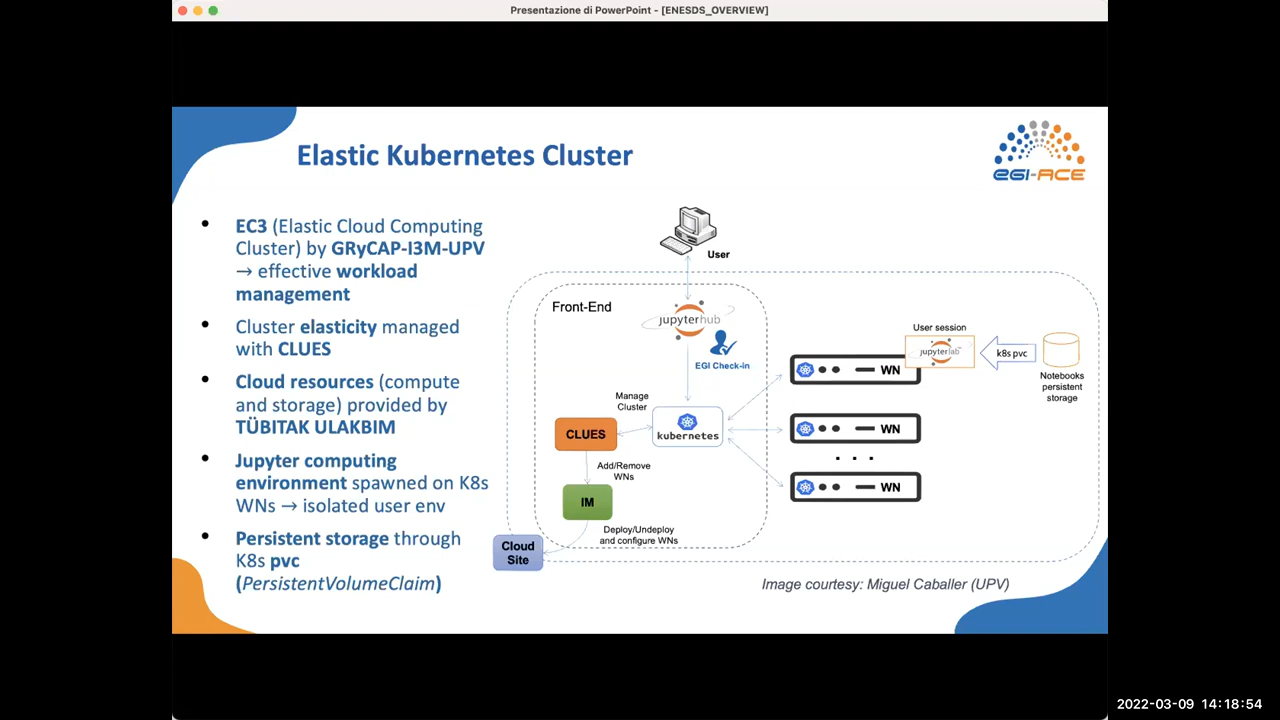 Presentazione di PowerPoint - [ENESDS_OVERVIEW]
Elastic Kubernetes Cluster
EGI-ACE
• EC3 (Elastic Cloud Computing
Cluster) by GRyCAP-I3M-UPV
→ effective workload
management
• Cluster elasticity managed
with CLUES
• Cloud resources (compute
and storage) provided by
TÜBITAK ULAKBIM
• Jupyter computing
environment spawned on K8s
WNs → isolated user env
• Persistent storage through
K8s pvc
(PersistentVolumeClaim)
User
Front-End
jupyterhub
EGI Check-in
Manage
Cluster
CLUES
kubernetes
Add/Remove
WNs
IM
Deploy/Undeploy
and configure WNs
Cloud
Site
User session
jupyterlab
k8s pvc
Notebooks
persistent
storage
WN
WN
. . .
WN
Image courtesy: Miguel Caballer (UPV)
2022-03-09 14:18:54